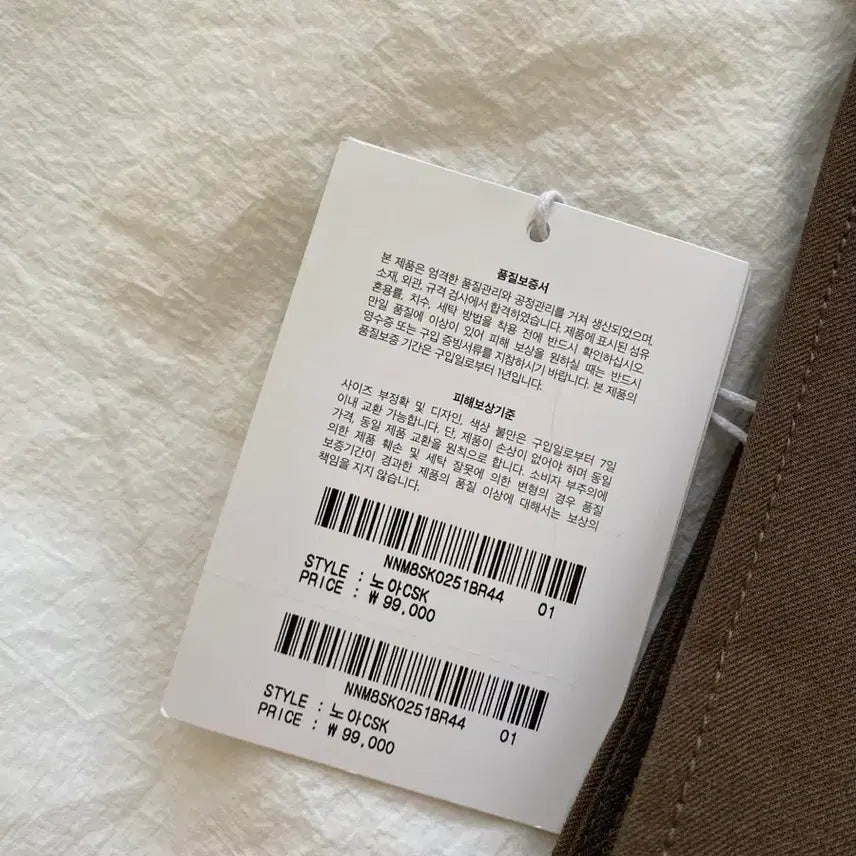 품질보증서
본 제품은 엄격한 품질관리와 공정관리를 거쳐 생산되었으며,
소재, 외관, 규격 검사에서 합격하였습니다. 제품에 표시된 섬유
혼용률, 치수, 세탁 방법을 착용 전에 반드시 확인하십시오
만일 품질에 이상이 있어 피해 보상을 원하실 때는 반드시
영수증 또는 구입 증빙서류를 지참하시기 바랍니다. 본 제품의
품질보증 기간은 구입일로부터 1년입니다.
피해보상기준
사이즈 부정확 및 디자인, 색상 불만은 구입일로부터 7일
이내 교환 가능합니다. 단, 제품이 손상이 없어야 하며 동일
가격, 동일 제품 교환을 원칙으로 합니다. 소비자 부주의에
의한 제품 훼손 및 세탁 잘못에 의한 변형의 경우 품질
보증기간이 경과한 제품의 품질 이상에 대해서는 보상의
책임을 지지 않습니다.
NNM8SK0251BR44 01
STYLE : 노아CSK
PRICE : ₩ 99,000
NNM8SK0251BR44 01
STYLE : 노아CSK
PRICE : ₩ 99,000